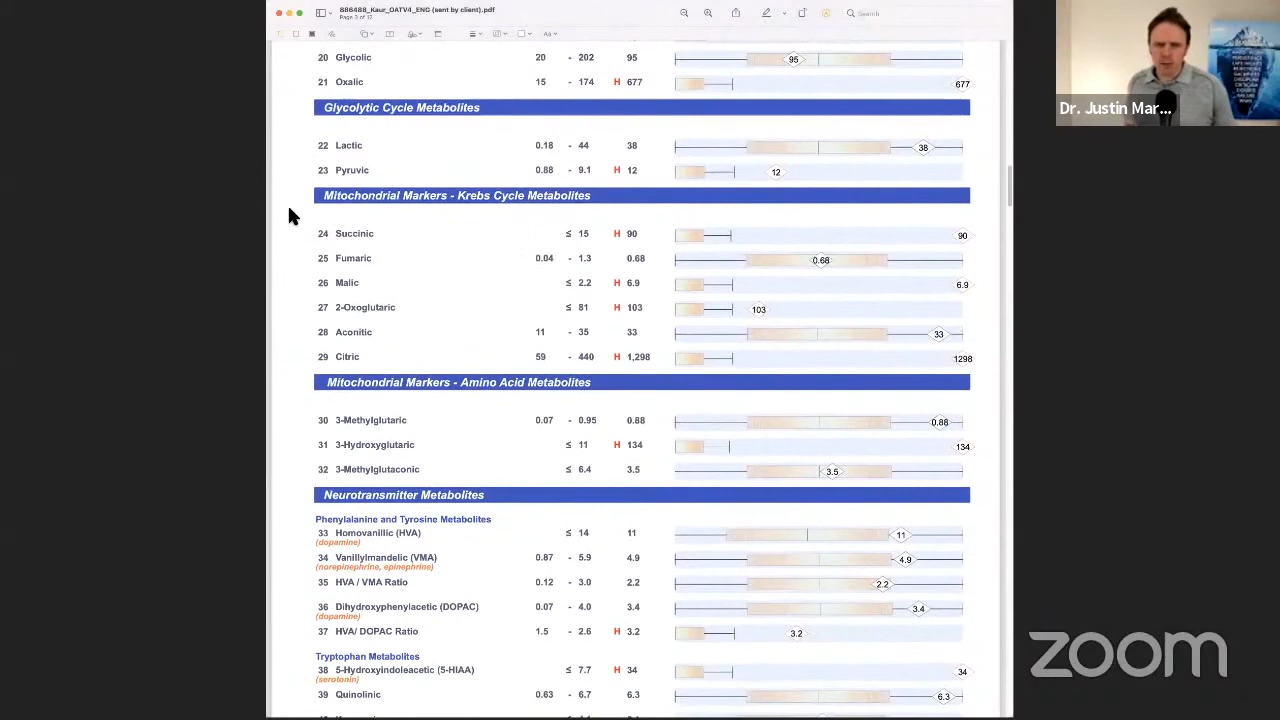 886488_Kaur_OATV4_ENG (sent by client).pdf
Page 3 of 17
Search
20 Glycolic 20 - 202 95 95
21 Oxalic 15 - 174 H 677 677
Glycolytic Cycle Metabolites
22 Lactic 0.18 - 44 38 38
23 Pyruvic 0.88 - 9.1 H 12 12
Mitochondrial Markers - Krebs Cycle Metabolites
24 Succinic ≤ 15 H 90 90
25 Fumaric 0.04 - 1.3 0.68 0.68
26 Malic ≤ 2.2 H 6.9 6.9
27 2-Oxoglutaric ≤ 81 H 103 103
28 Aconitic 11 - 35 33 33
29 Citric 59 - 440 H 1,298 1298
Mitochondrial Markers - Amino Acid Metabolites
30 3-Methylglutaric 0.07 - 0.95 0.88 0.88
31 3-Hydroxyglutaric ≤ 11 H 134 134
32 3-Methylglutaconic ≤ 6.4 3.5 3.5
Neurotransmitter Metabolites
Phenylalanine and Tyrosine Metabolites
33 Homovanillic (HVA) ≤ 14 11 11
(dopamine)
34 Vanillylmandelic (VMA) 0.87 - 5.9 4.9 4.9
(norepinephrine, epinephrine)
35 HVA / VMA Ratio 0.12 - 3.0 2.2 2.2
36 Dihydroxyphenylacetic (DOPAC) 0.07 - 4.0 3.4 3.4
(dopamine)
37 HVA/ DOPAC Ratio 1.5 - 2.6 H 3.2 3.2
Tryptophan Metabolites
38 5-Hydroxyindoleacetic (5-HIAA) ≤ 7.7 H 34 34
(serotonin)
39 Quinolinic 0.63 - 6.7 6.3 6.3
Dr. Justin Mar...
zoom